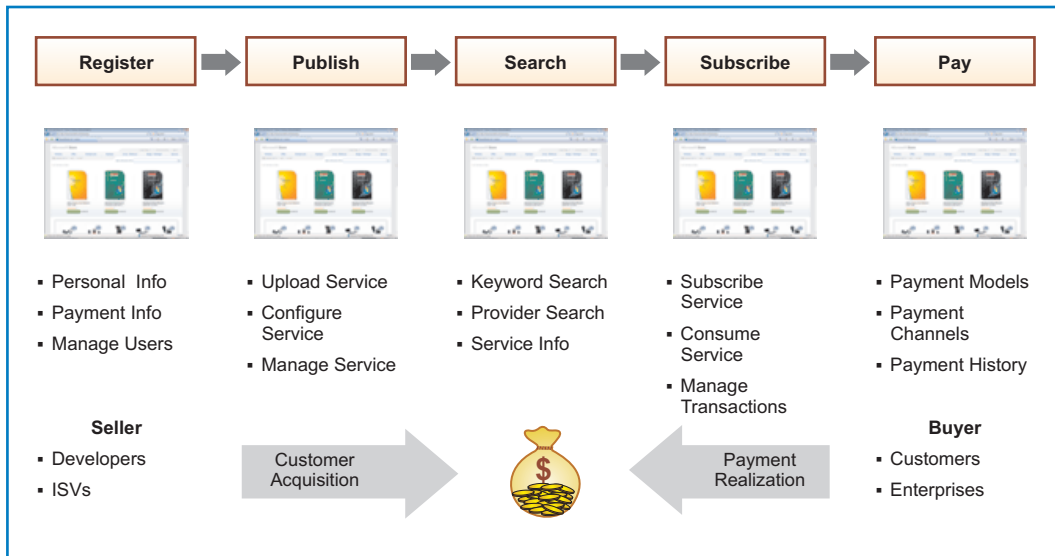 Register
Publish
Search
Subscribe
Pay
▪ Personal Info
▪ Payment Info
▪ Manage Users
▪ Upload Service
▪ Configure
Service
▪ Manage Service
▪ Keyword Search
▪ Provider Search
▪ Service Info
▪ Subscribe
Service
▪ Consume
Service
▪ Manage
Transactions
▪ Payment Models
▪ Payment
Channels
▪ Payment History
Seller
▪ Developers
▪ ISVs
Customer
Acquisition
$
Payment
Realization
Buyer
▪ Customers
▪ Enterprises